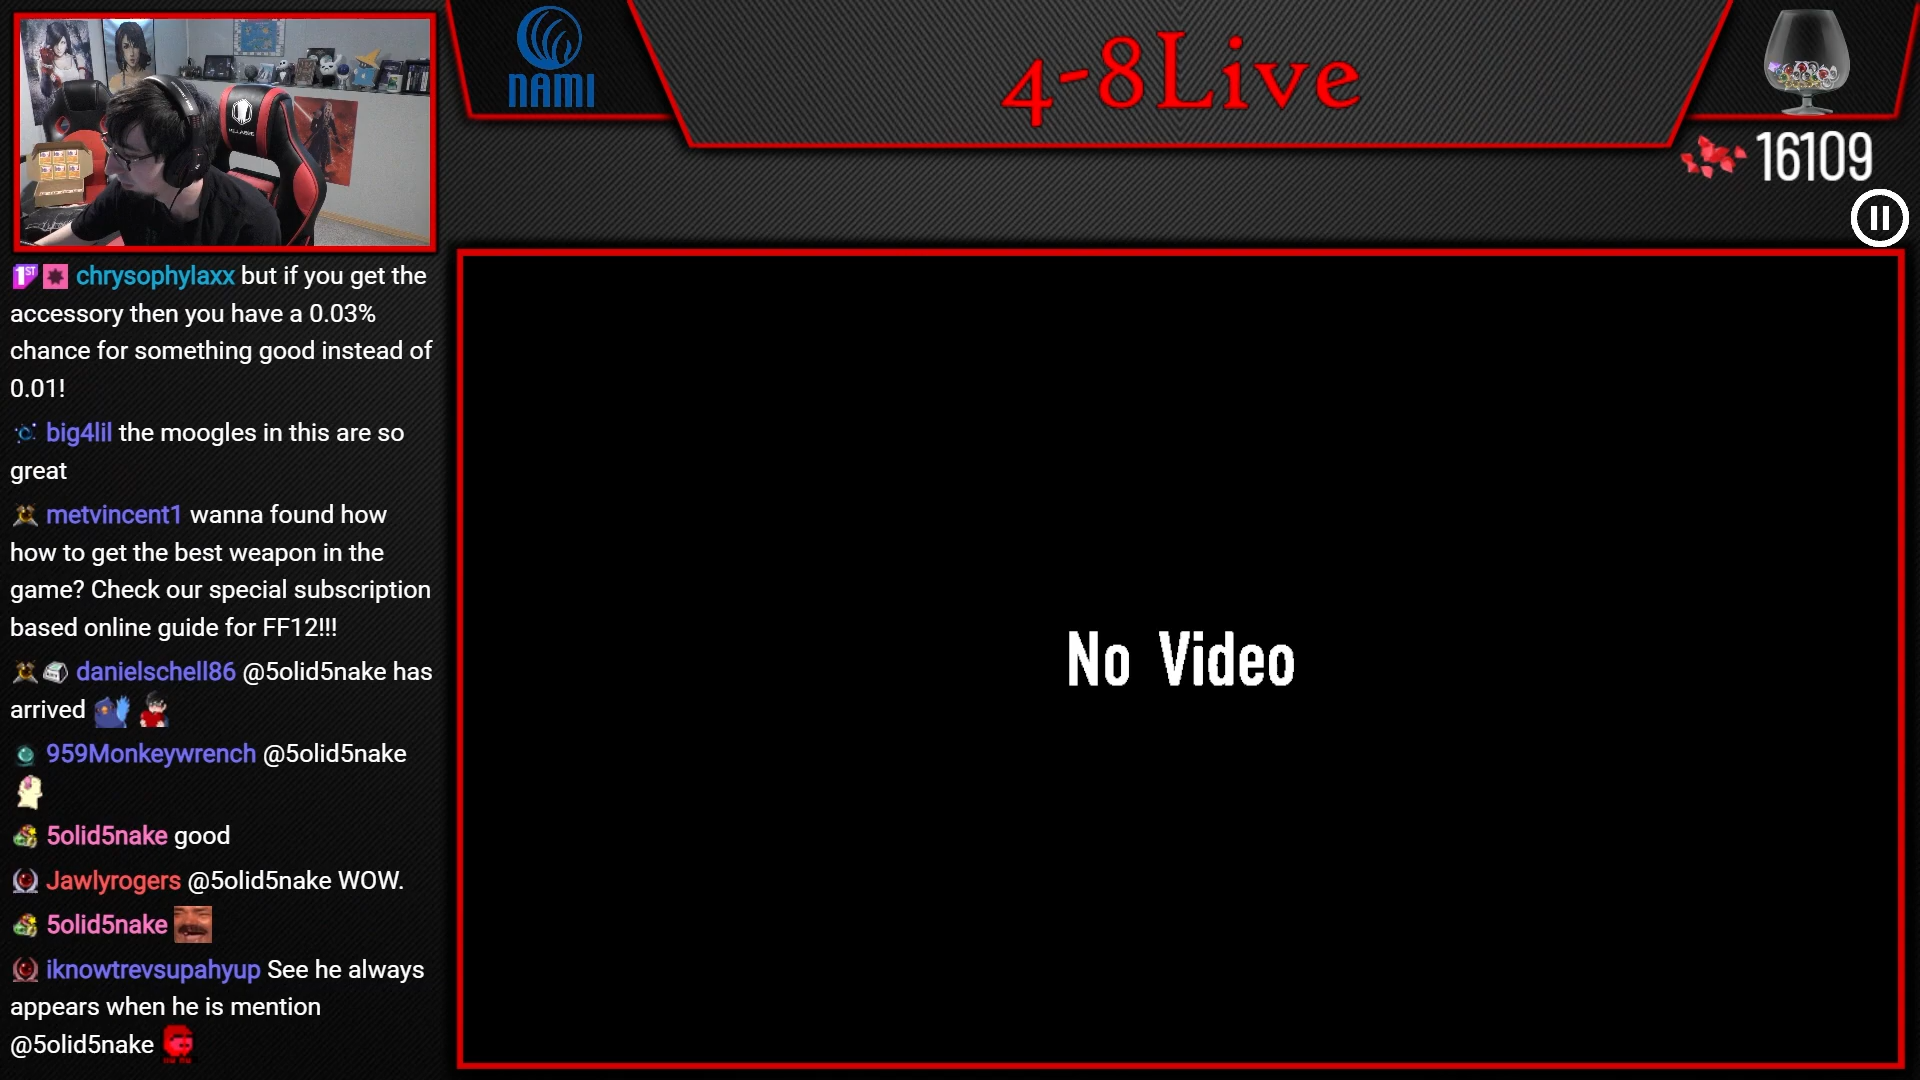 NAMI
4-8Live
16109
1ST chrysophylaxx but if you get the
accessory then you have a 0.03%
chance for something good instead of
0.01!
big4lil the moogles in this are so
great
metvincent1 wanna found how
how to get the best weapon in the
game? Check our special subscription
based online guide for FF12!!!
danielschell86 @5olid5nake has
arrived
959Monkeywrench @5olid5nake
5olid5nake good
Jawlyrogers @5olid5nake WOW.
5olid5nake
iknowtrevsupahyup See he always
appears when he is mention
@5olid5nake
No Video